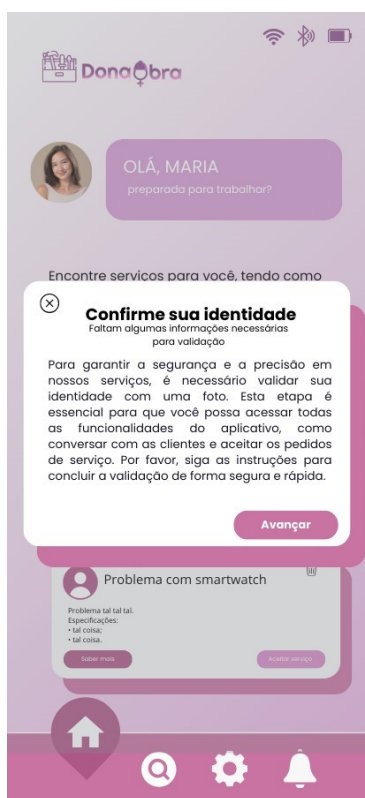 DonaObra
OLÁ, MARIA
preparada para trabalhar?
Encontre serviços para você, tendo como
Confirme sua identidade
Faltam algumas informações necessárias
para validação
Para garantir a segurança e a precisão em
nossos serviços, é necessário validar sua
identidade com uma foto. Esta etapa é
essencial para que você possa acessar todas
as funcionalidades do aplicativo, como
conversar com as clientes e aceitar os pedidos
de serviço. Por favor, siga as instruções para
concluir a validação de forma segura e rápida.
Avançar
Problema com smartwatch
Problema tal tal tal.
Especificações:
• tal coisa;
• tal coisa.
Saber mais
Aceitar serviço